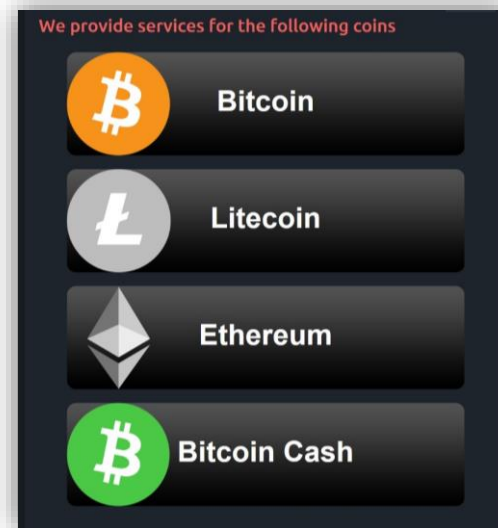 We provide services for the following coins
Bitcoin
Litecoin
Ethereum
Bitcoin Cash